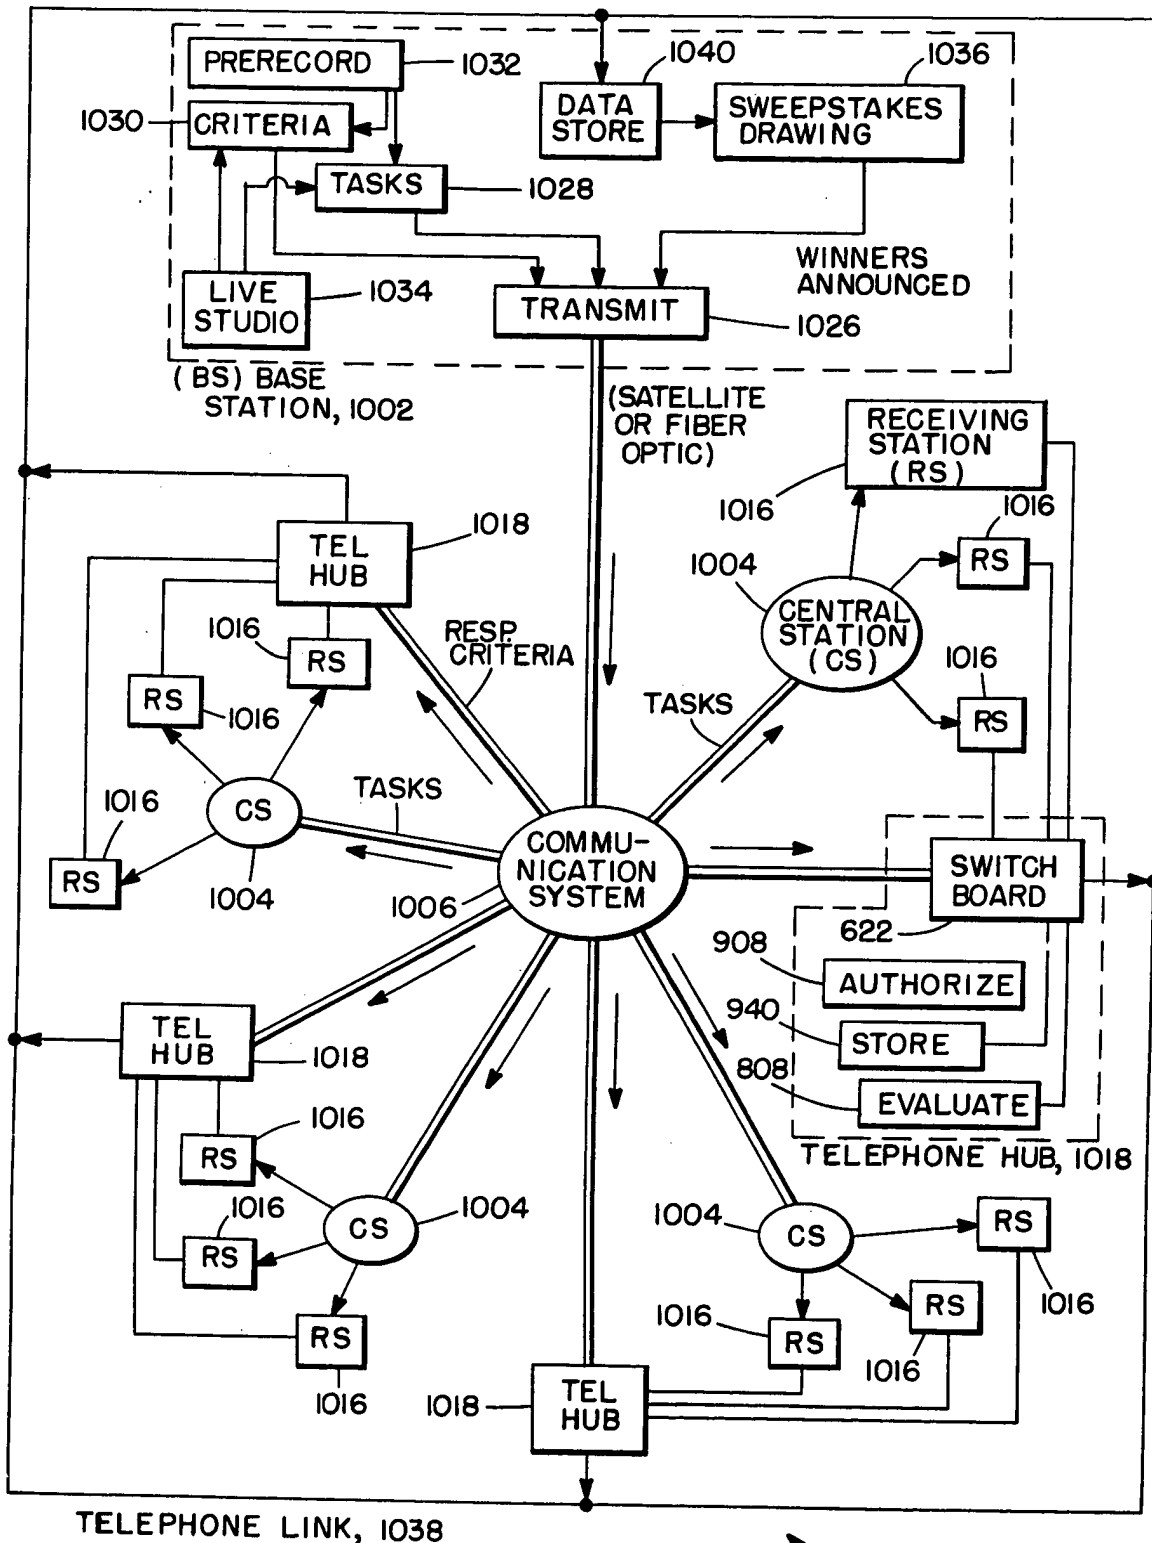 PRERECORD
1032
1040
1036
DATA
STORE
SWEEPSTAKES
DRAWING
1030
CRITERIA
TASKS
1028
WINNERS
ANNOUNCED
LIVE
STUDIO
1034
TRANSMIT
1026
(BS) BASE
STATION, 1002
(SATELLITE
OR FIBER
OPTIC)
RECEIVING
STATION
(RS)
1016
1016
RS
1018
TEL
HUB
1004
CENTRAL
STATION
(CS)
RESP.
CRITERIA
1016
RS
1016
RS
RS
1016
TASKS
TASKS
1016
RS
CS
1004
COMMU-
NICATION
SYSTEM
1006
SWITCH
BOARD
622
908
AUTHORIZE
940
STORE
808
EVALUATE
TELEPHONE HUB, 1018
TEL
HUB
1018
1016
RS
1016
RS
CS
1004
RS
1016
1004
CS
RS
1016
RS
1016
1016
RS
1018
TEL
HUB
TELEPHONE LINK, 1038